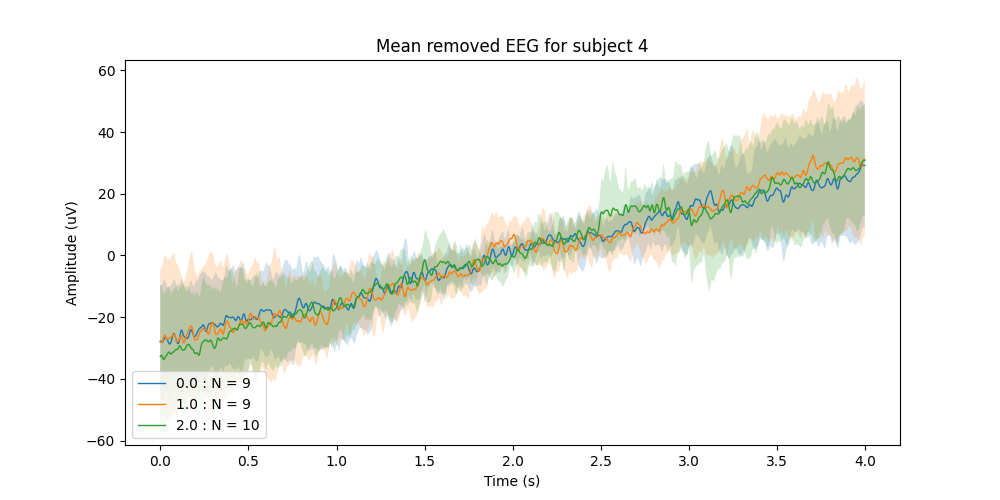 Mean removed EEG for subject 4
60
40
20
0
−20
−40
−60
Amplitude (uV)
0.0 : N = 9
1.0 : N = 9
2.0 : N = 10
0.0 0.5 1.0 1.5 2.0 2.5 3.0 3.5 4.0
Time (s)